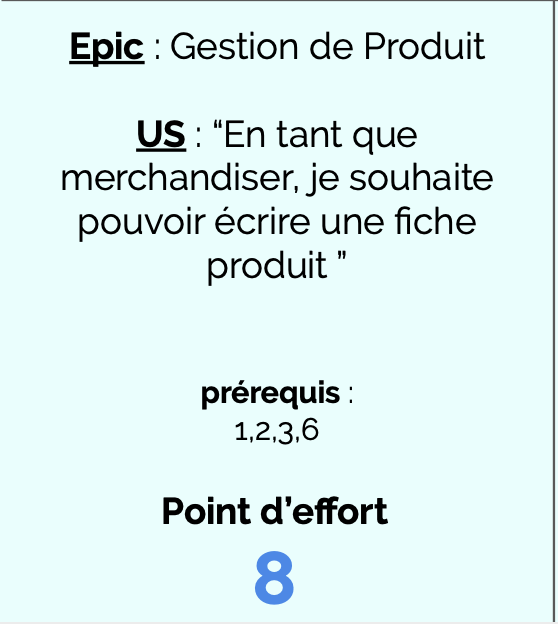 Epic : Gestion de Produit
US : “En tant que
merchandiser, je souhaite
pouvoir écrire une fiche
produit ”
prérequis :
1,2,3,6
Point d’effort
8